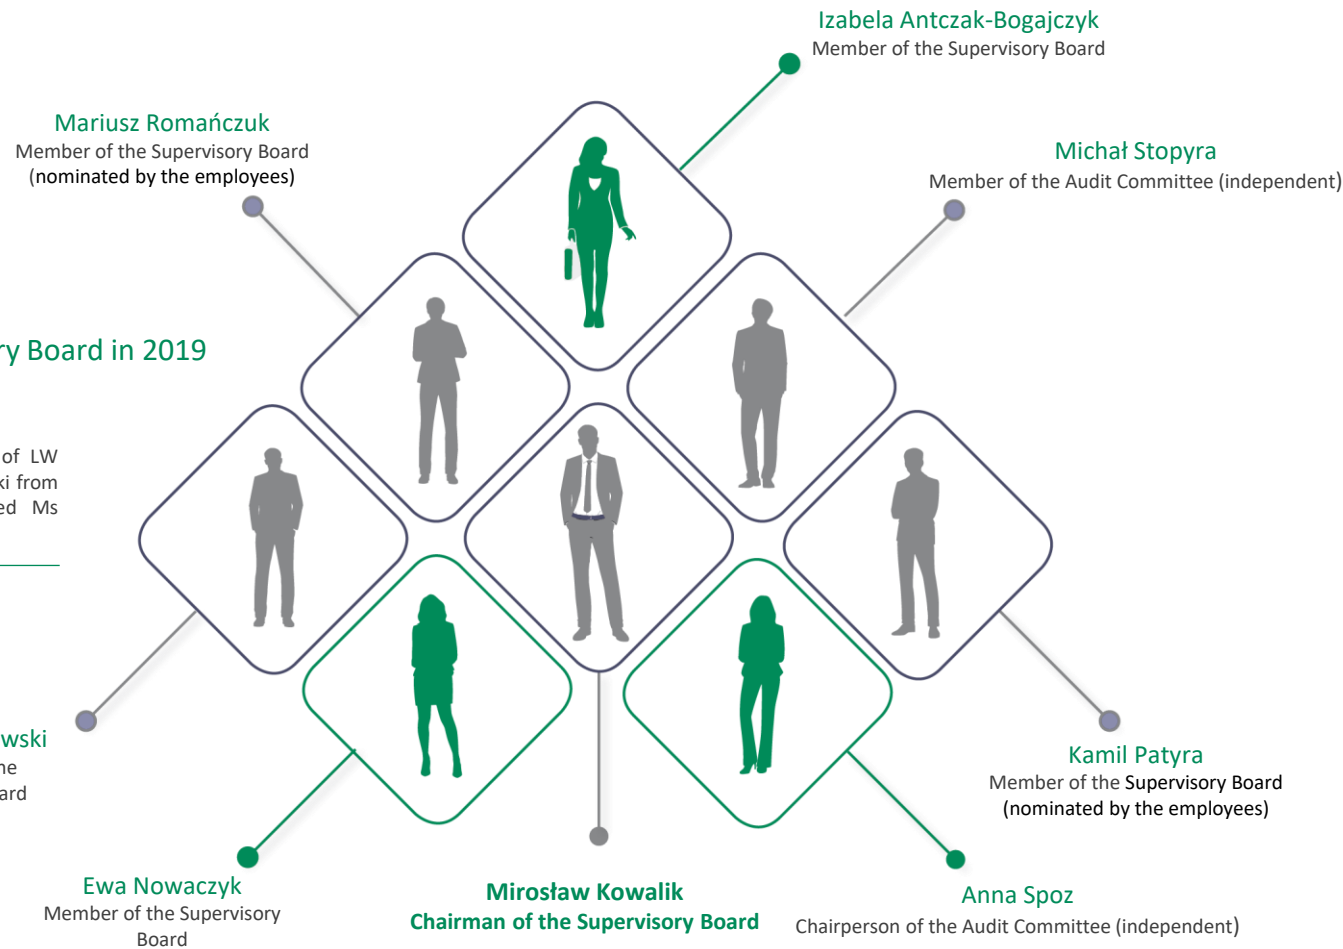 Izabela Antczak-Bogajczyk
Member of the Supervisory Board
Mariusz Romańczuk
Member of the Supervisory Board
(nominated by the employees)
Michał Stopyra
Member of the Audit Committee (independent)
ry Board in 2019
of LW
ki from
ed Ms
wski
ne
ard
Kamil Patyra
Member of the Supervisory Board
(nominated by the employees)
Ewa Nowaczyk
Member of the Supervisory
Board
Mirosław Kowalik
Chairman of the Supervisory Board
Anna Spoz
Chairperson of the Audit Committee (independent)